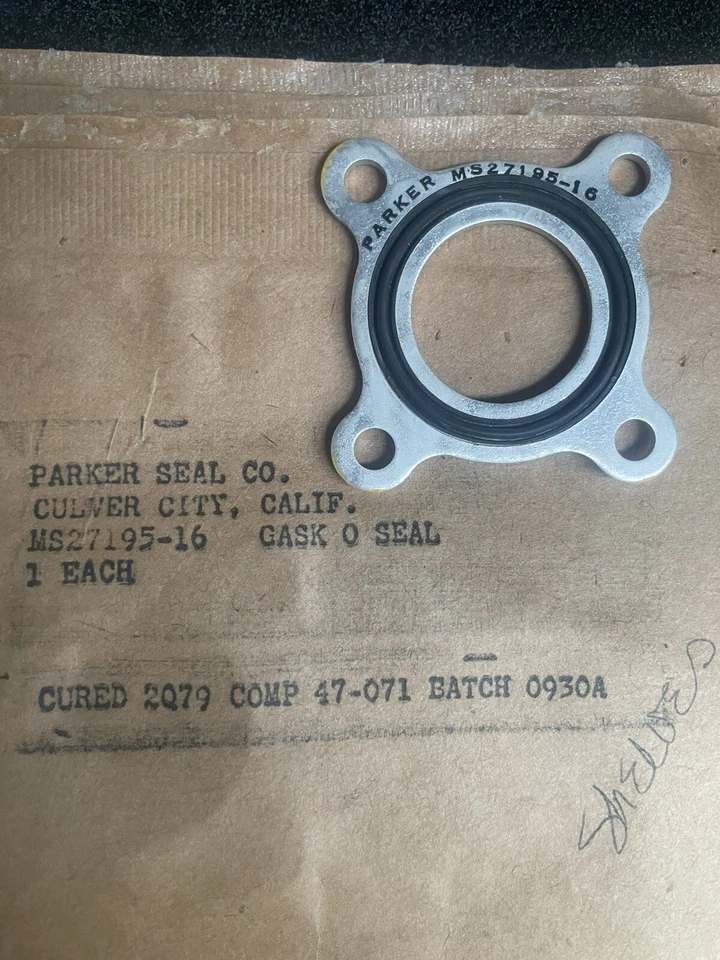 PARKER MS27195-16
PARKER SEAL CO.
CULVER CITY, CALIF.
MS27195-16 GASK O SEAL
1 EACH
CURED 2Q79 COMP 47-071 BATCH 0930A
SHELVES